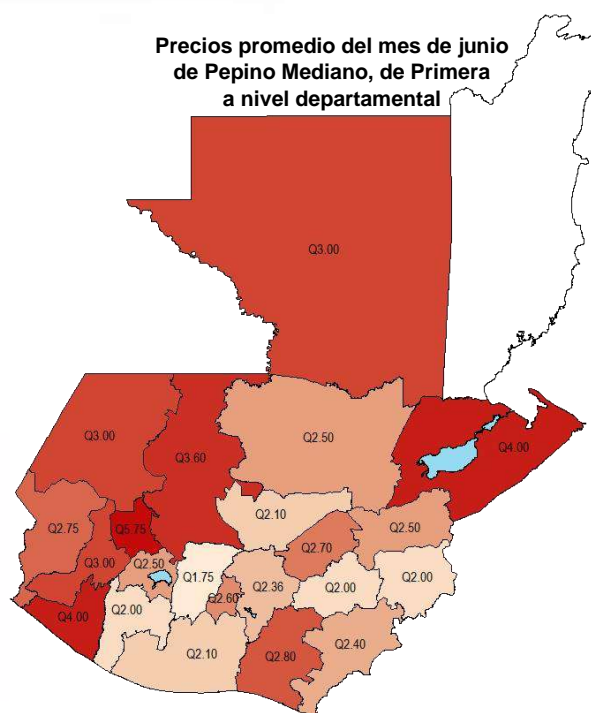 Precios promedio del mes de junio
de Pepino Mediano, de Primera
a nivel departamental
Q3.00
Q3.00
Q3.60
Q2.50
Q4.00
Q2.75
Q5.75
Q2.10
Q2.50
Q3.00
Q2.50
Q2.70
Q1.75
Q2.36
Q2.00
Q2.00
Q4.00
Q2.00
Q2.60
Q2.10
Q2.80
Q2.40